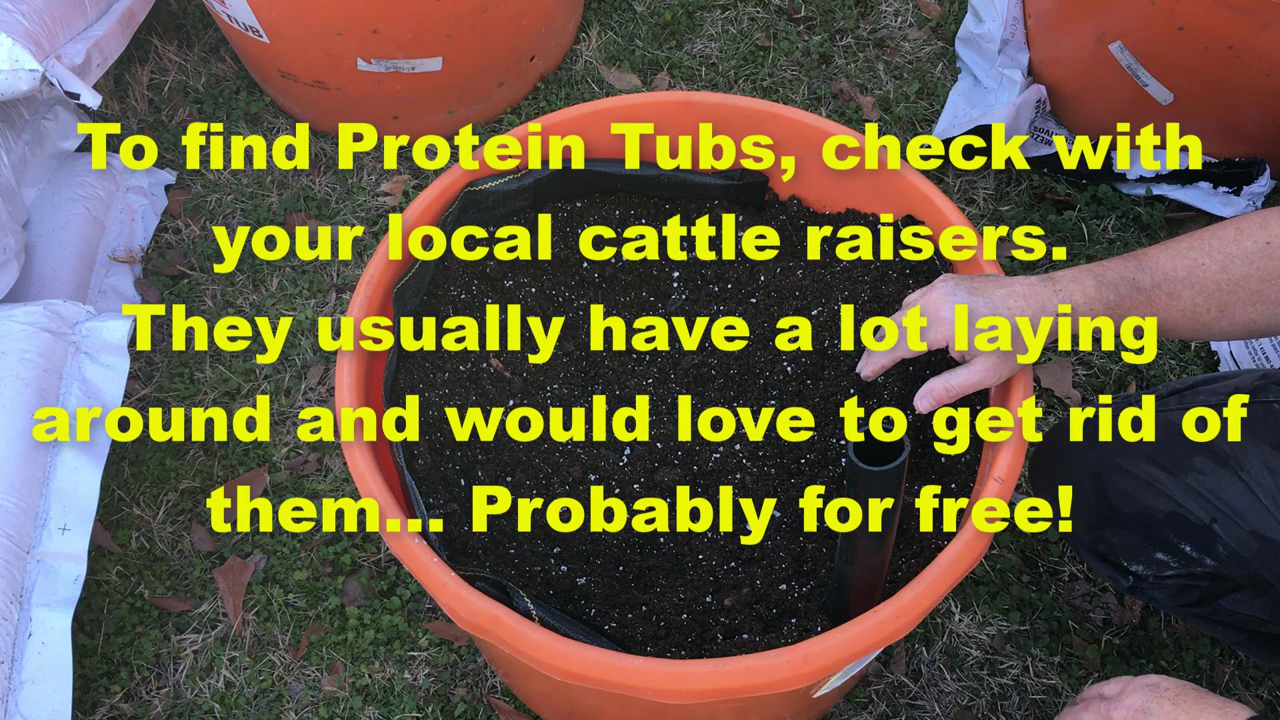 TUB
To find Protein Tubs, check with
your local cattle raisers.
They usually have a lot laying
around and would love to get rid of
them... Probably for free!